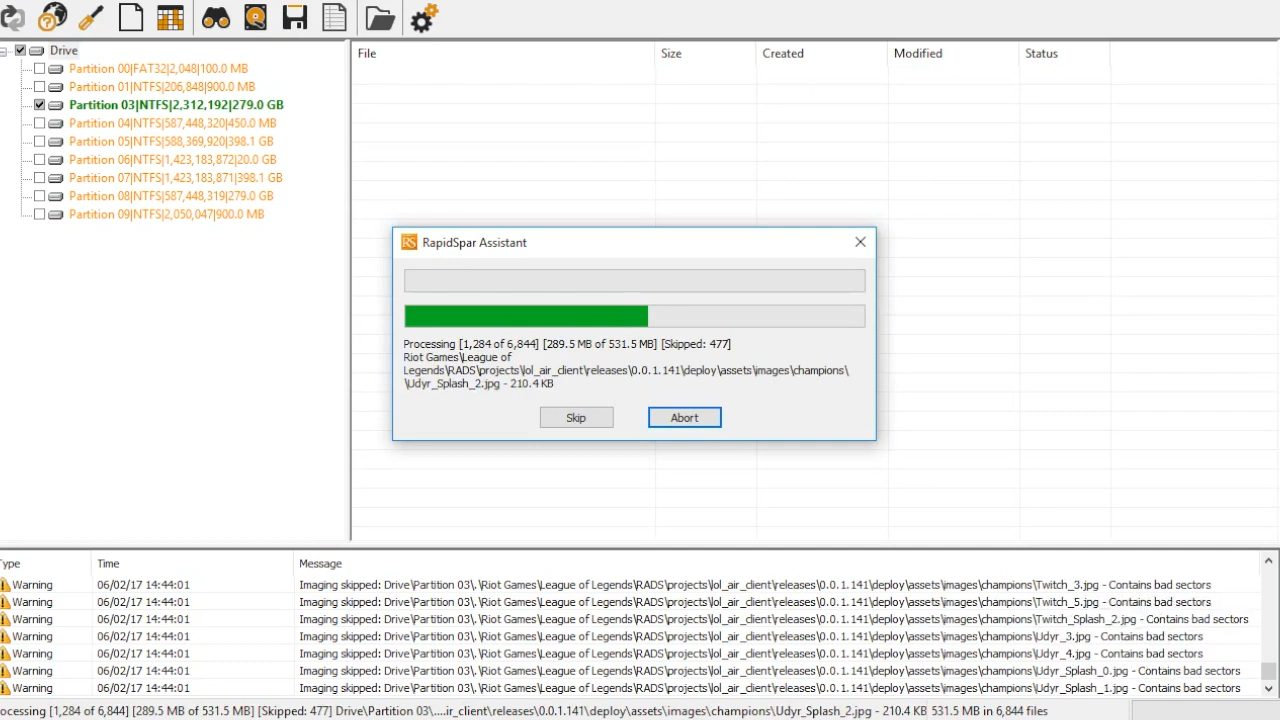 Drive
Partition 00|FAT32|2,048|100.0 MB
Partition 01|NTFS|206,848|900.0 MB
Partition 03|NTFS|2,312,192|279.0 GB
Partition 04|NTFS|587,448,320|450.0 MB
Partition 05|NTFS|588,369,920|398.1 GB
Partition 06|NTFS|1,423,183,872|20.0 GB
Partition 07|NTFS|1,423,183,871|398.1 GB
Partition 08|NTFS|587,448,319|279.0 GB
Partition 09|NTFS|2,050,047|900.0 MB
File Size Created Modified Status
RS RapidSpar Assistant
Processing [1,284 of 6,844] [289.5 MB of 531.5 MB] [Skipped: 477]
Riot Games\League of
Legends\RADS\projects\lol_air_client\releases\0.0.1.141\deploy\assets\images\champions\
\Udyr_Splash_2.jpg - 210.4 KB
Skip Abort
ype Time Message
Warning 06/02/17 14:44:01 Imaging skipped: Drive\Partition 03\.\Riot Games\League of Legends\RADS\projects\lol_air_client\releases\0.0.1.141\deploy\assets\images\champions\Twitch_3.jpg - Contains bad sectors
Warning 06/02/17 14:44:01 Imaging skipped: Drive\Partition 03\.\Riot Games\League of Legends\RADS\projects\lol_air_client\releases\0.0.1.141\deploy\assets\images\champions\Twitch_5.jpg - Contains bad sectors
Warning 06/02/17 14:44:01 Imaging skipped: Drive\Partition 03\.\Riot Games\League of Legends\RADS\projects\lol_air_client\releases\0.0.1.141\deploy\assets\images\champions\Twitch_Splash_2.jpg - Contains bad sectors
Warning 06/02/17 14:44:01 Imaging skipped: Drive\Partition 03\.\Riot Games\League of Legends\RADS\projects\lol_air_client\releases\0.0.1.141\deploy\assets\images\champions\Udyr_3.jpg - Contains bad sectors
Warning 06/02/17 14:44:01 Imaging skipped: Drive\Partition 03\.\Riot Games\League of Legends\RADS\projects\lol_air_client\releases\0.0.1.141\deploy\assets\images\champions\Udyr_4.jpg - Contains bad sectors
Warning 06/02/17 14:44:01 Imaging skipped: Drive\Partition 03\.\Riot Games\League of Legends\RADS\projects\lol_air_client\releases\0.0.1.141\deploy\assets\images\champions\Udyr_Splash_0.jpg - Contains bad sectors
Warning 06/02/17 14:44:01 Imaging skipped: Drive\Partition 03\.\Riot Games\League of Legends\RADS\projects\lol_air_client\releases\0.0.1.141\deploy\assets\images\champions\Udyr_Splash_1.jpg - Contains bad sectors
ocessing [1,284 of 6,844] [289.5 MB of 531.5 MB] [Skipped: 477] Drive\Partition 03\....ir_client\releases\0.0.1.141\deploy\assets\images\champions\Udyr_Splash_2.jpg - 210.4 KB 531.5 MB in 6,844 files